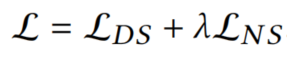 ℒ = ℒ_{DS} + λℒ_{NS}